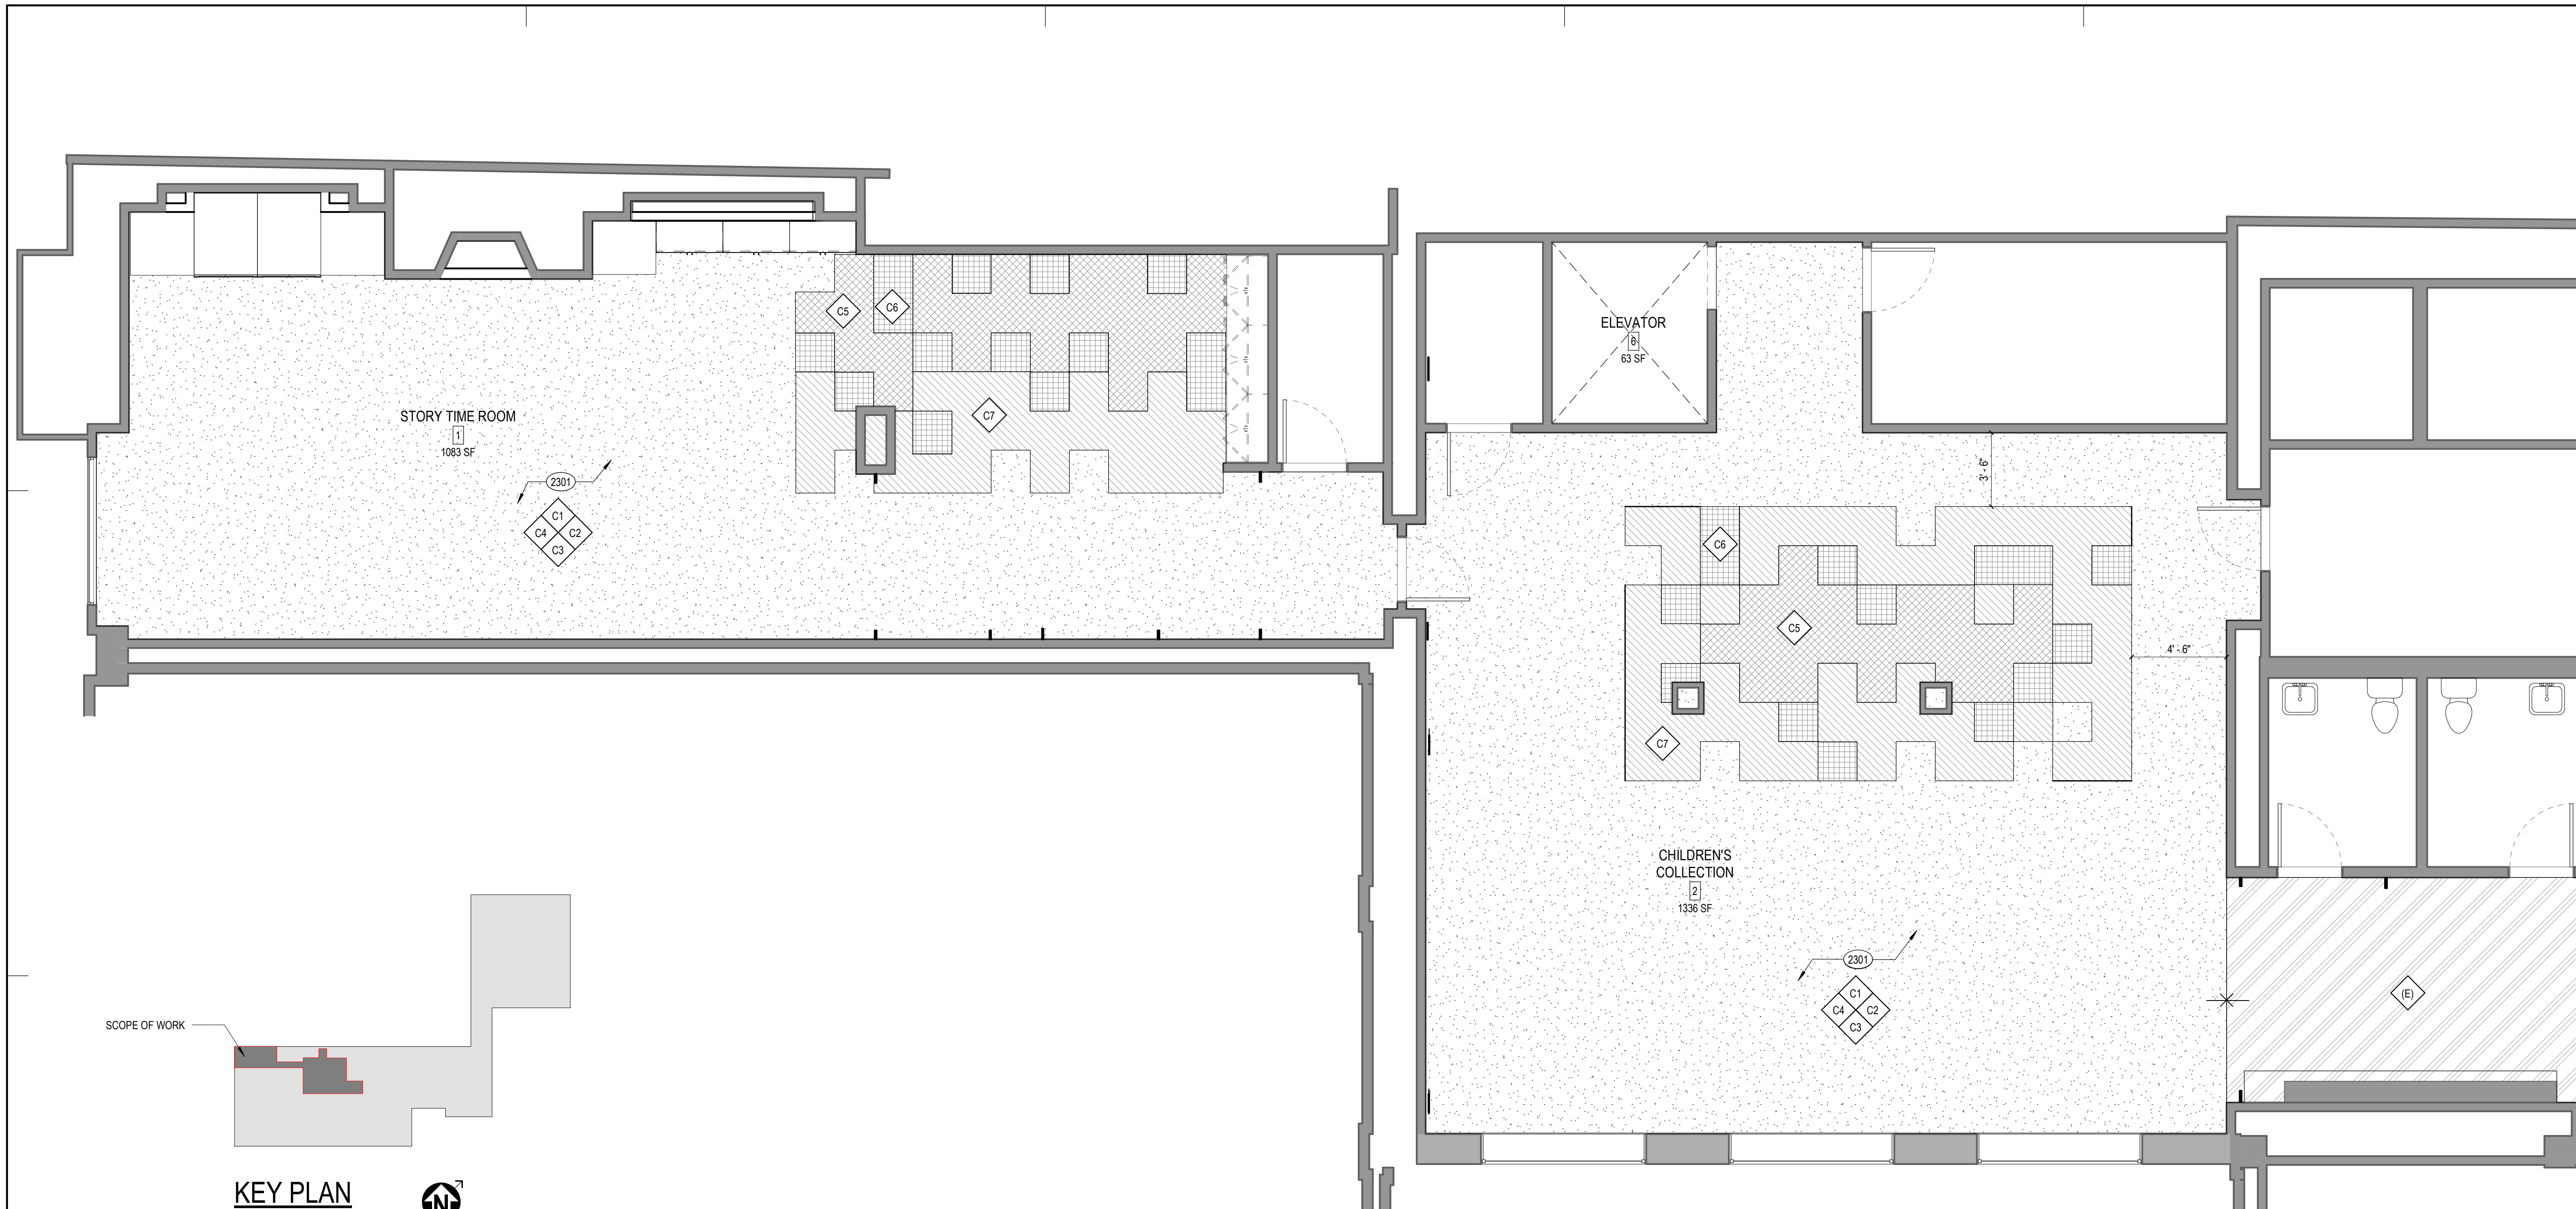 C5
C6
C7
STORY TIME ROOM
1
1083 SF
2301
C1
C4
C2
C3
ELEVATOR
6
63 SF
3' - 6"
C6
C5
4' - 6"
C7
CHILDREN'S
COLLECTION
2
1336 SF
2301
C1
C4
C2
C3
(E)
SCOPE OF WORK
KEY PLAN
N